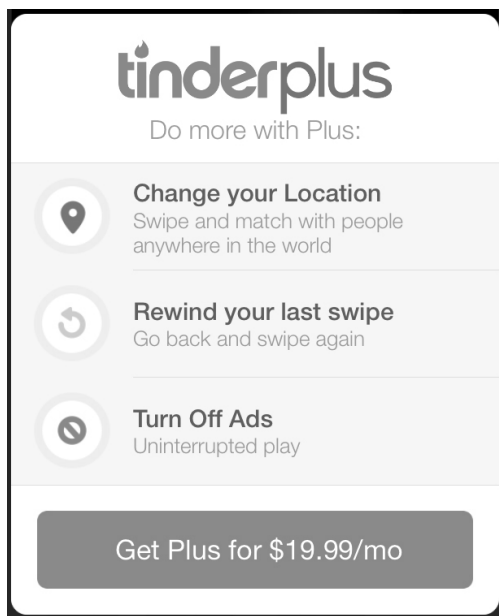 tinderplus
Do more with Plus:
Change your Location
Swipe and match with people
anywhere in the world
Rewind your last swipe
Go back and swipe again
Turn Off Ads
Uninterrupted play
Get Plus for $19.99/mo